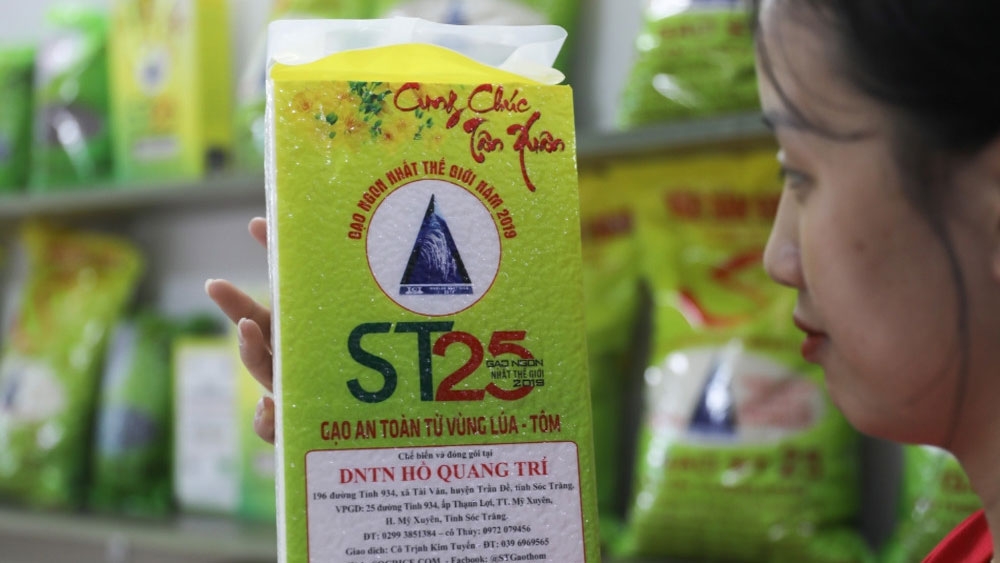 Cung Chúc
Tân Xuân
GẠO NGON NHẤT THẾ GIỚI NĂM 2019
ST25
GẠO NGON
NHẤT THẾ GIỚI
2019
GẠO AN TOÀN TỪ VÙNG LÚA - TÔM
Chế biến và đóng gói tại
DNTN HỒ QUANG TRÍ
196 đường Tỉnh 934, xã Tài Văn, huyện Trần Đề, tỉnh Sóc Trăng.
VPGD: 25 đường Tỉnh 934, ấp Thạnh Lợi, TT. Mỹ Xuyên,
H. Mỹ Xuyên, Tỉnh Sóc Trăng.
ĐT: 0299 3851384 – cô Thủy: 0972 079456
Giao dịch: Cô Trịnh Kim Tuyến - ĐT: 039 6969565
- Facbook: @STGaothom